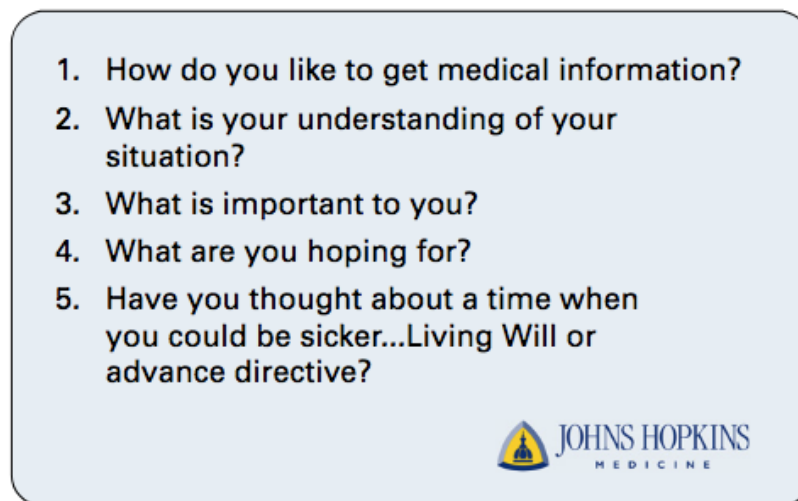 1. How do you like to get medical information?
2. What is your understanding of your
situation?
3. What is important to you?
4. What are you hoping for?
5. Have you thought about a time when
you could be sicker...Living Will or
advance directive?
JOHNS HOPKINS
MEDICINE